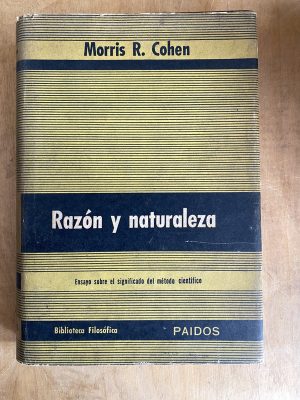 Morris R. Cohen
Razón y naturaleza
Ensayo sobre el significado del método científico
Biblioteca Filosófica PAIDOS